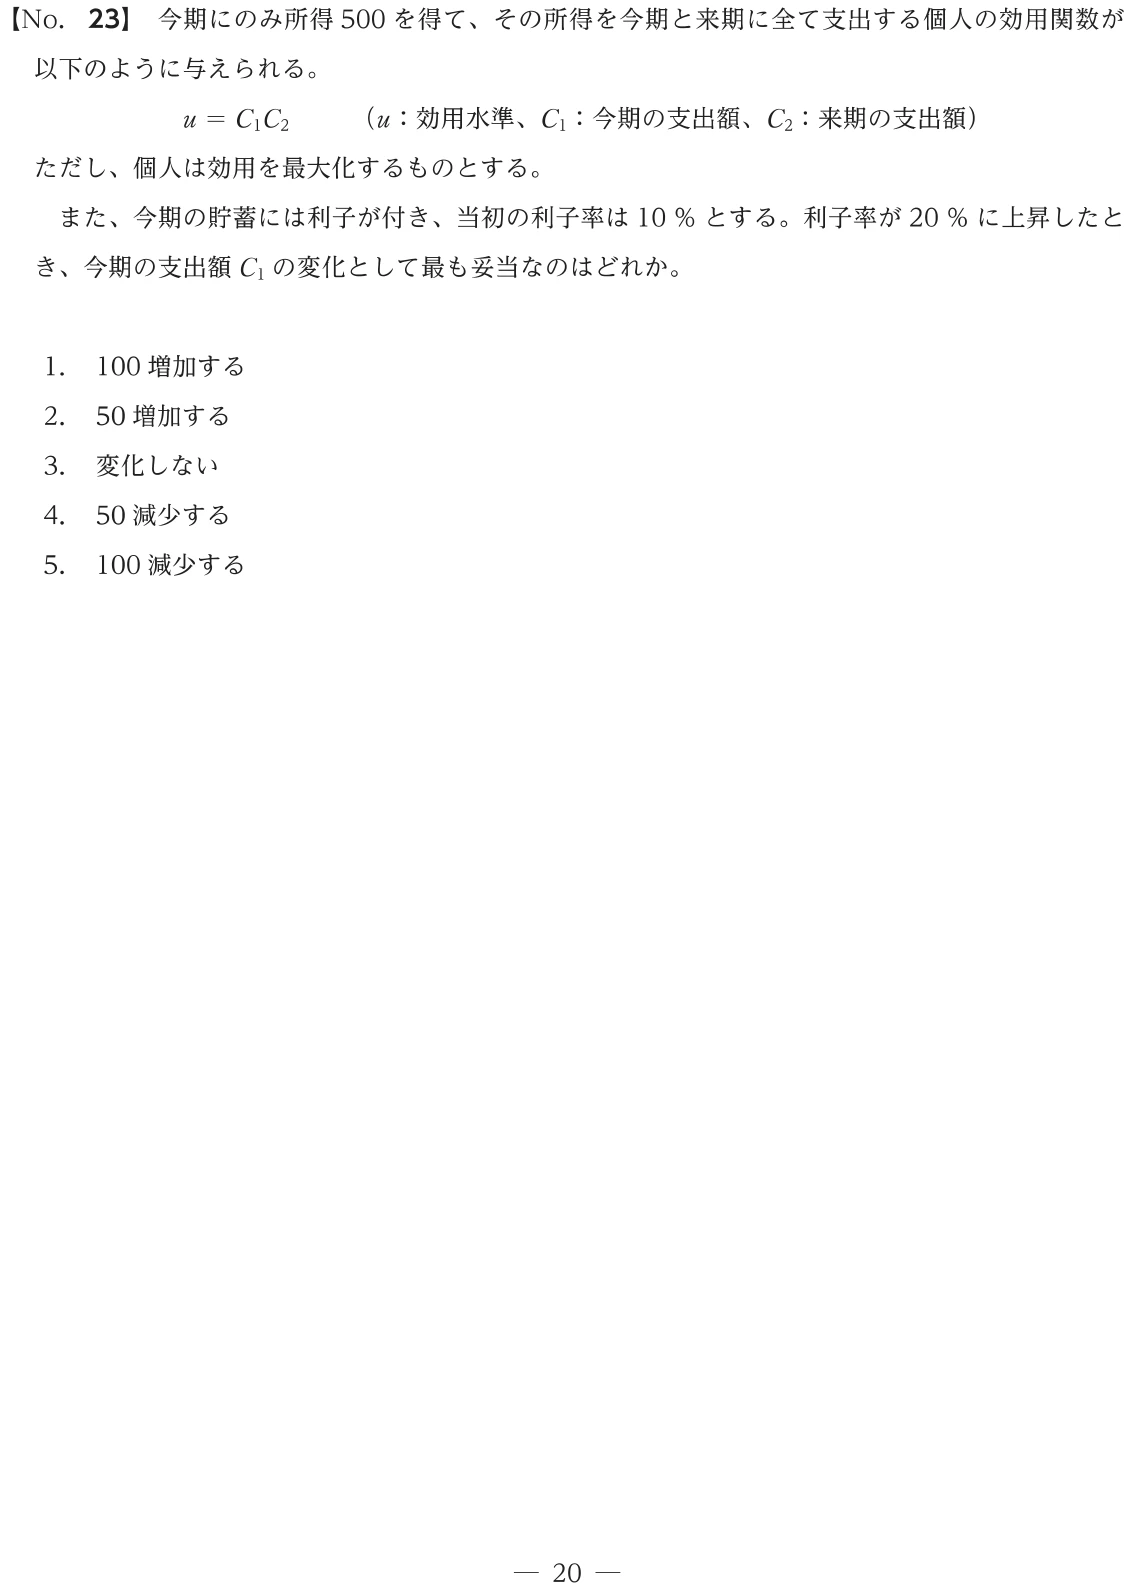 【No. 23】 今期にのみ所得 500 を得て、その所得を今期と来期に全て支出する個人の効用関数が
以下のように与えられる。
u = C₁C₂ （u：効用水準、C₁：今期の支出額、C₂：来期の支出額）
ただし、個人は効用を最大化するものとする。
また、今期の貯蓄には利子が付き、当初の利子率は 10 % とする。利子率が 20 % に上昇したと
き、今期の支出額 C₁ の変化として最も妥当なのはどれか。
1. 100 増加する
2. 50 増加する
3. 変化しない
4. 50 減少する
5. 100 減少する
— 20 —